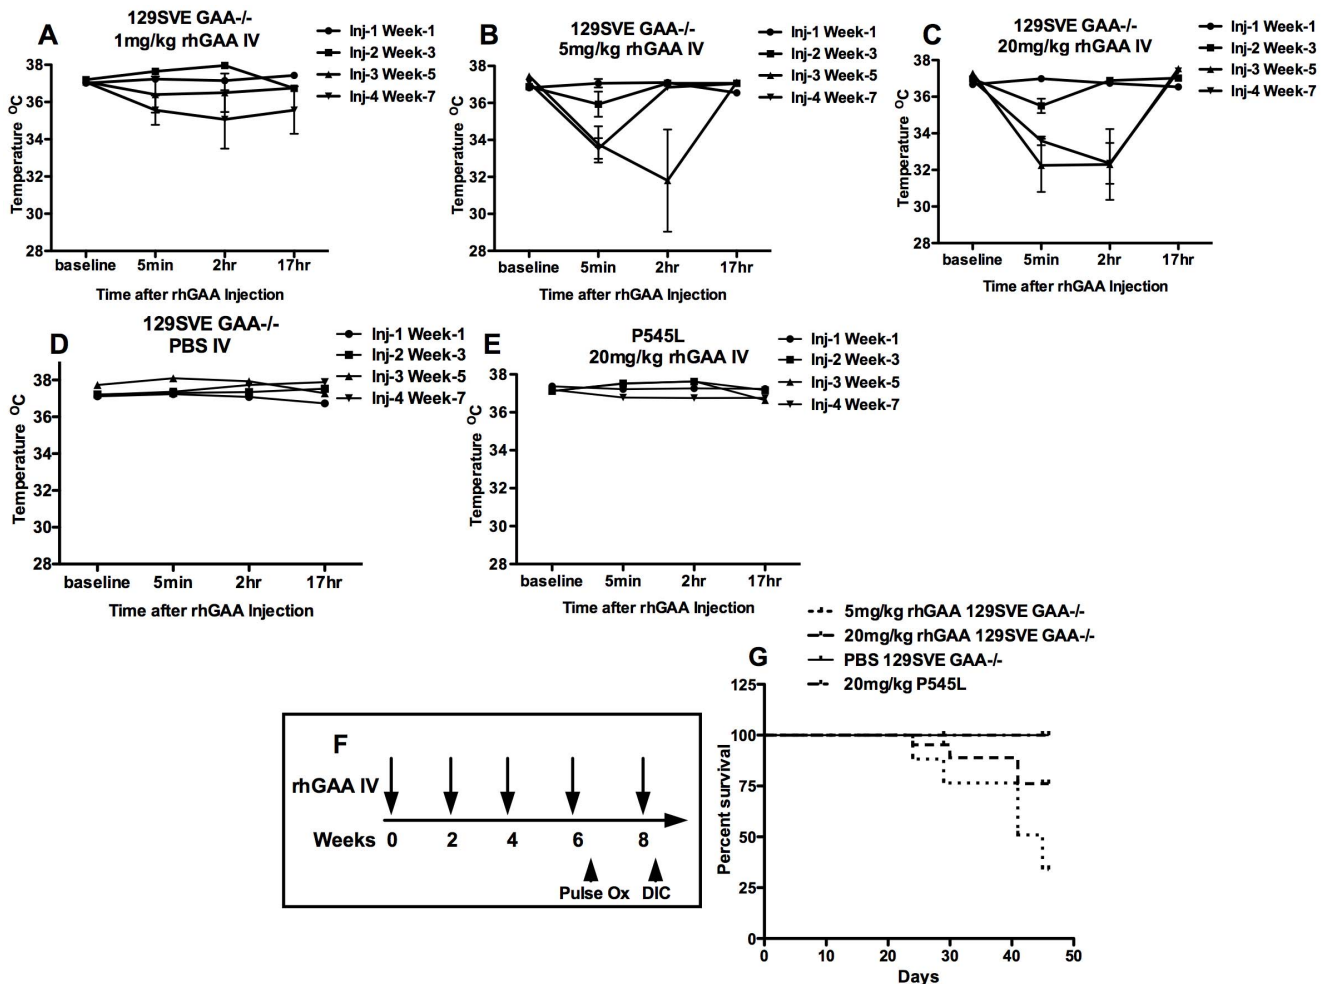 A
129SVE GAA-/-
1mg/kg rhGAA IV
Inj-1 Week-1
Inj-2 Week-3
Inj-3 Week-5
Inj-4 Week-7
Temperature ⁰C
38
36
34
32
30
28
baseline 5min 2hr 17hr
Time after rhGAA Injection
B
129SVE GAA-/-
5mg/kg rhGAA IV
Inj-1 Week-1
Inj-2 Week-3
Inj-3 Week-5
Inj-4 Week-7
Temperature ⁰C
38
36
34
32
30
28
baseline 5min 2hr 17hr
Time after rhGAA Injection
C
129SVE GAA-/-
20mg/kg rhGAA IV
Inj-1 Week-1
Inj-2 Week-3
Inj-3 Week-5
Inj-4 Week-7
Temperature ⁰C
38
36
34
32
30
28
baseline 5min 2hr 17hr
Time after rhGAA Injection
D
129SVE GAA-/-
PBS IV
Inj-1 Week-1
Inj-2 Week-3
Inj-3 Week-5
Inj-4 Week-7
Temperature ⁰C
38
36
34
32
30
28
baseline 5min 2hr 17hr
Time after rhGAA Injection
E
P545L
20mg/kg rhGAA IV
Inj-1 Week-1
Inj-2 Week-3
Inj-3 Week-5
Inj-4 Week-7
Temperature ⁰C
38
36
34
32
30
28
baseline 5min 2hr 17hr
Time after rhGAA Injection
F
rhGAA IV
Weeks 0 2 4 6 8
Pulse Ox DIC
G
5mg/kg rhGAA 129SVE GAA-/-
20mg/kg rhGAA 129SVE GAA-/-
PBS 129SVE GAA-/-
20mg/kg P545L
Percent survival
125
100
75
50
25
0
0 10 20 30 40 50
Days